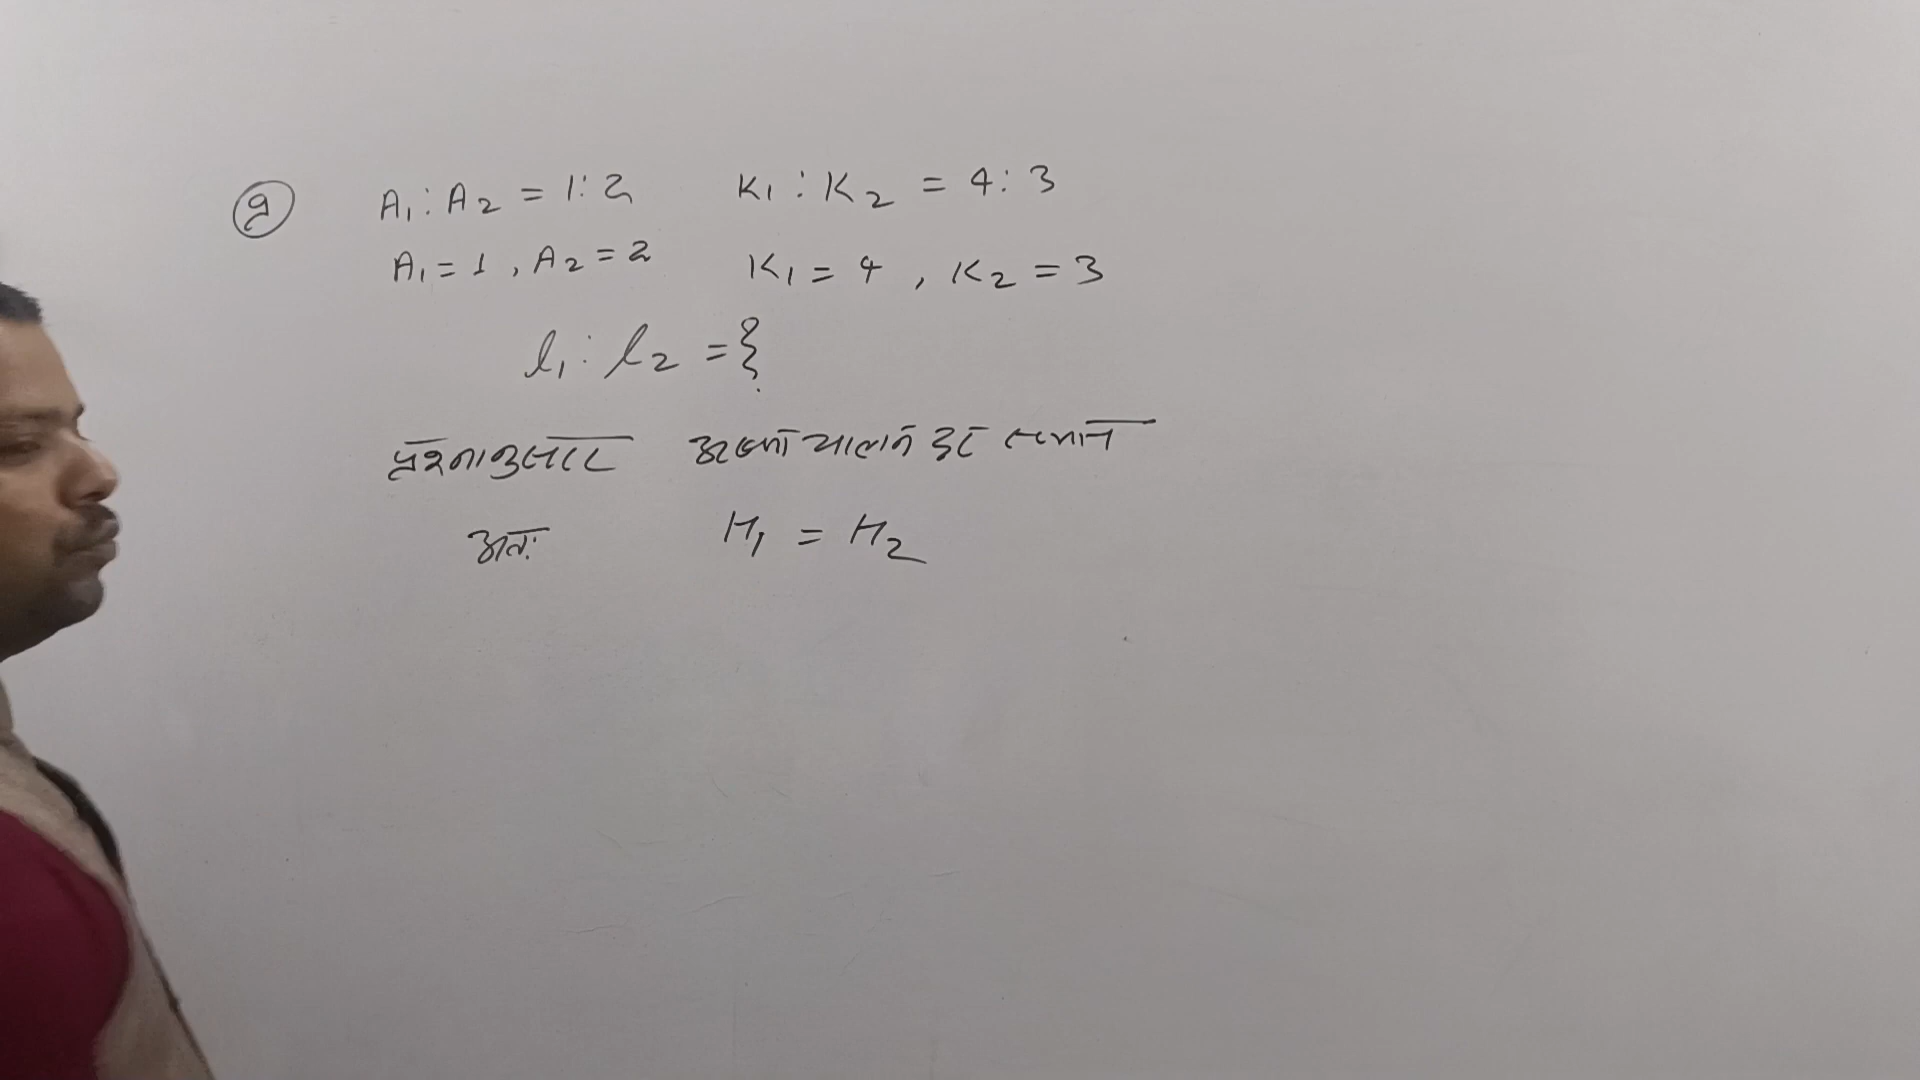 9 A₁ : A₂ = 1 : 2 K₁ : K₂ = 4 : 3
A₁ = 1 , A₂ = 2 K₁ = 4 , K₂ = 3
l₁ : l₂ = ?
प्रश्नानुसार ऊष्मा चालन दर समान
अतः H₁ = H₂